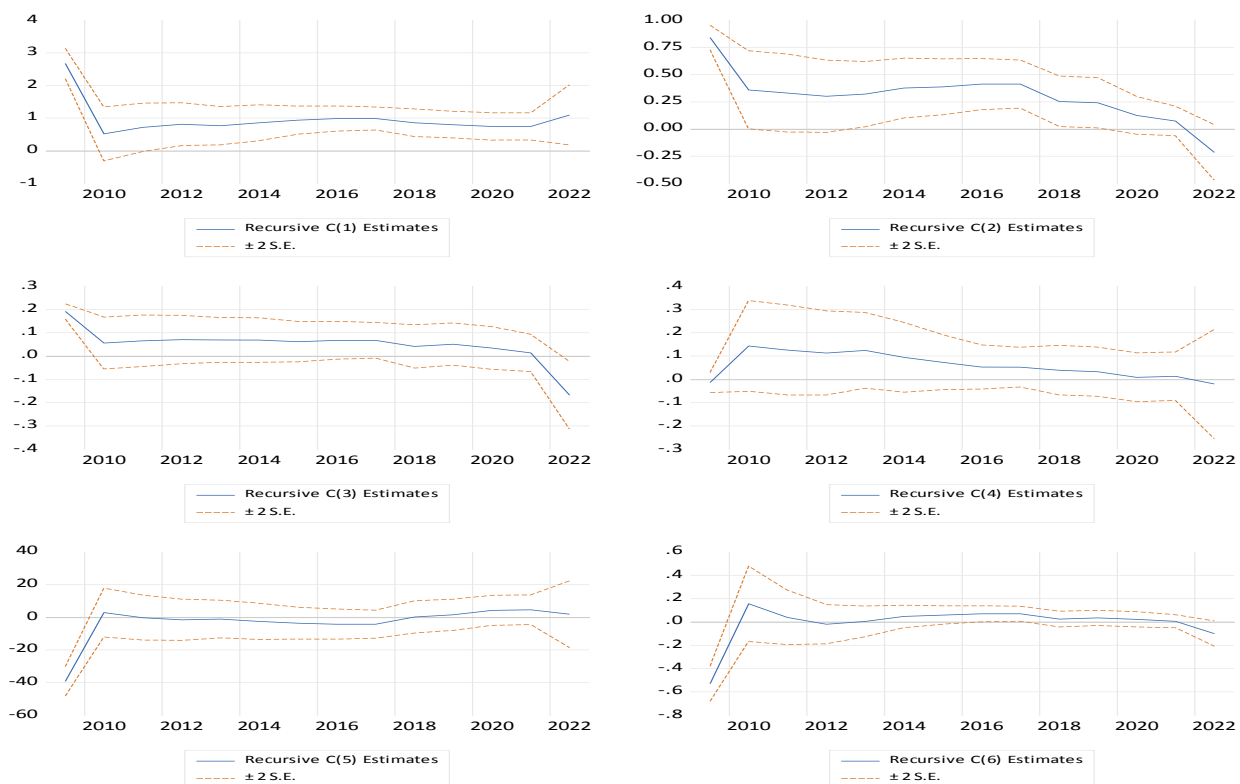 4
3
2
1
0
-1
2010 2012 2014 2016 2018 2020 2022
Recursive C(1) Estimates
± 2 S.E.
1.00
0.75
0.50
0.25
0.00
-0.25
-0.50
2010 2012 2014 2016 2018 2020 2022
Recursive C(2) Estimates
± 2 S.E.
.3
.2
.1
.0
-.1
-.2
-.3
-.4
2010 2012 2014 2016 2018 2020 2022
Recursive C(3) Estimates
± 2 S.E.
.4
.3
.2
.1
.0
-.1
-.2
-.3
2010 2012 2014 2016 2018 2020 2022
Recursive C(4) Estimates
± 2 S.E.
40
20
0
-20
-40
-60
2010 2012 2014 2016 2018 2020 2022
Recursive C(5) Estimates
± 2 S.E.
.6
.4
.2
.0
-.2
-.4
-.6
-.8
2010 2012 2014 2016 2018 2020 2022
Recursive C(6) Estimates
± 2 S.E.